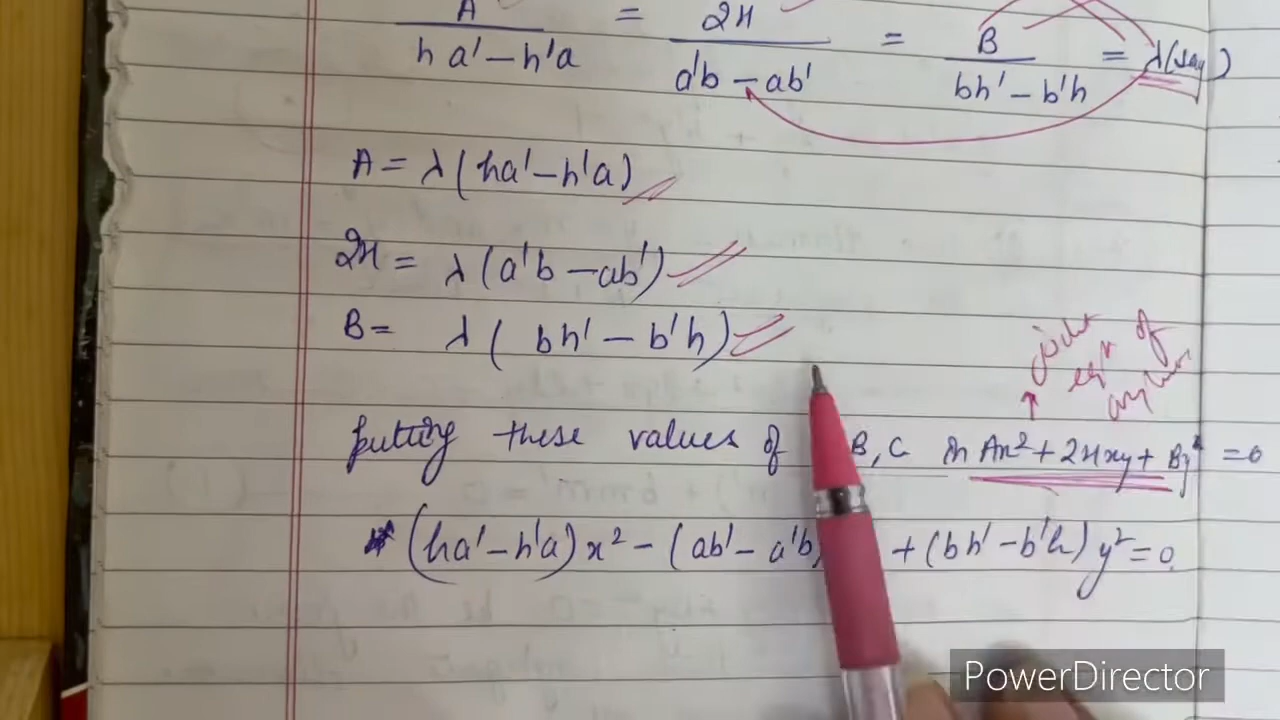 A/(ha'-h'a) = 2H/(a'b-ab') = B/(bh'-b'h) = λ(say)
A = λ(ha'-h'a)
2H = λ(a'b-ab')
B= λ(bh'-b'h)
joint
eqn of
putting these values of B, C in Ax²+2Hxy+By² =0
(ha'-h'a)x² - (ab'-a'b) + (bh'-b'h)y²=0.
PowerDirector